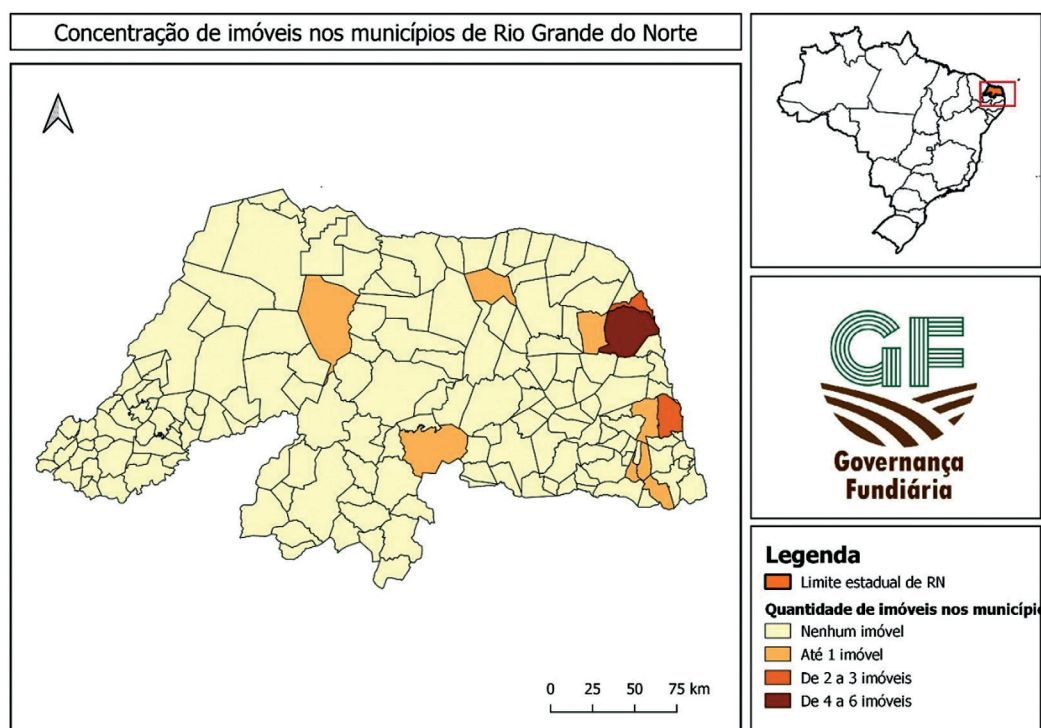 Concentração de imóveis nos municípios de Rio Grande do Norte
GF
Governança
Fundiária
Legenda
Limite estadual de RN
Quantidade de imóveis nos município
Nenhum imóvel
Até 1 imóvel
De 2 a 3 imóveis
De 4 a 6 imóveis
0 25 50 75 km